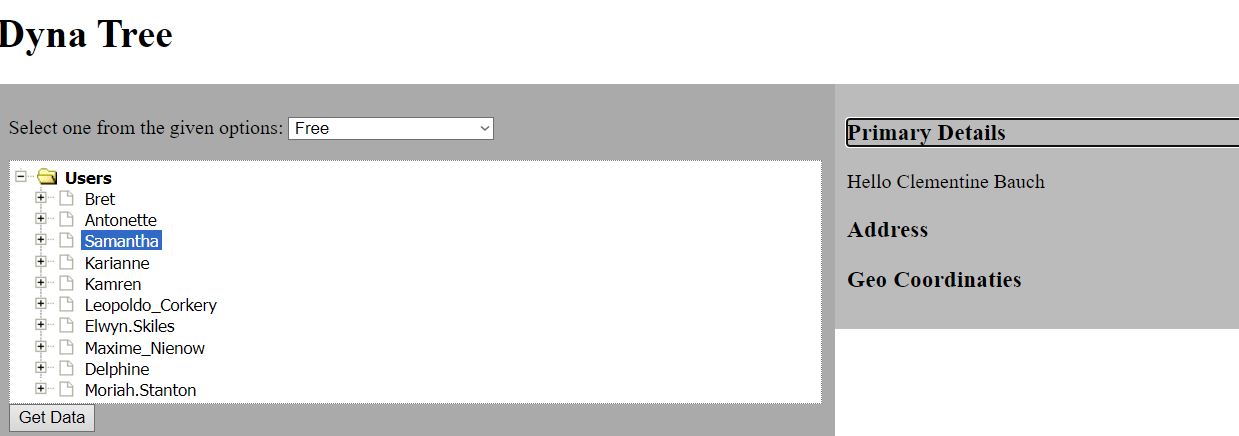 Dyna Tree
Select one from the given options: Free
Users
Bret
Antonette
Samantha
Karianne
Kamren
Leopoldo_Corkery
Elwyn.Skiles
Maxime_Nienow
Delphine
Moriah.Stanton
Get Data
Primary Details
Hello Clementine Bauch
Address
Geo Coordinaties